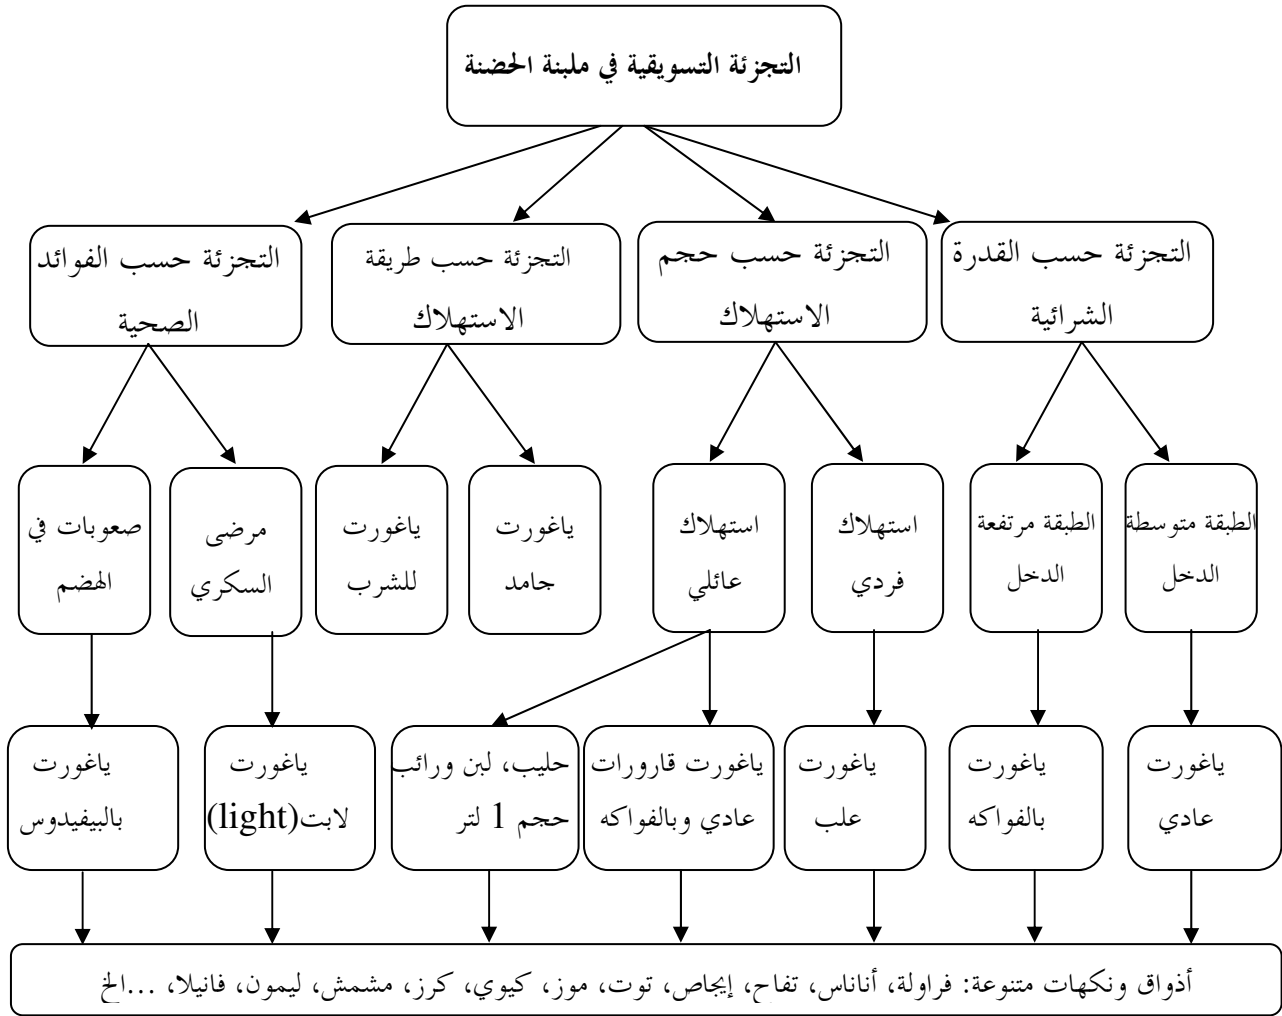 التجزئة التسويقية في ملبنة الحضنة
التجزئة حسب القدرة
الشرائية
التجزئة حسب حجم
الاستهلاك
التجزئة حسب طريقة
الاستهلاك
التجزئة حسب الفوائد
الصحية
الطبقة متوسطة
الدخل
الطبقة مرتفعة
الدخل
استهلاك
فردي
استهلاك
عائلي
ياغورت
جامد
ياغورت
للشرب
مرضى
السكري
صعوبات في
الهضم
ياغورت
عادي
ياغورت
بالفواكه
ياغورت
علب
ياغورت قارورات
عادي وبالفواكه
حليب، لبن ورائب
حجم 1 لتر
ياغورت
لايت(light)
ياغورت
بالبيفيدوس
أذواق ونكهات متنوعة: فراولة، أناناس، تفاح، إيجاص، توت، موز، كيوي، كرز، مشمش، ليمون، فانيلا، ...الخ